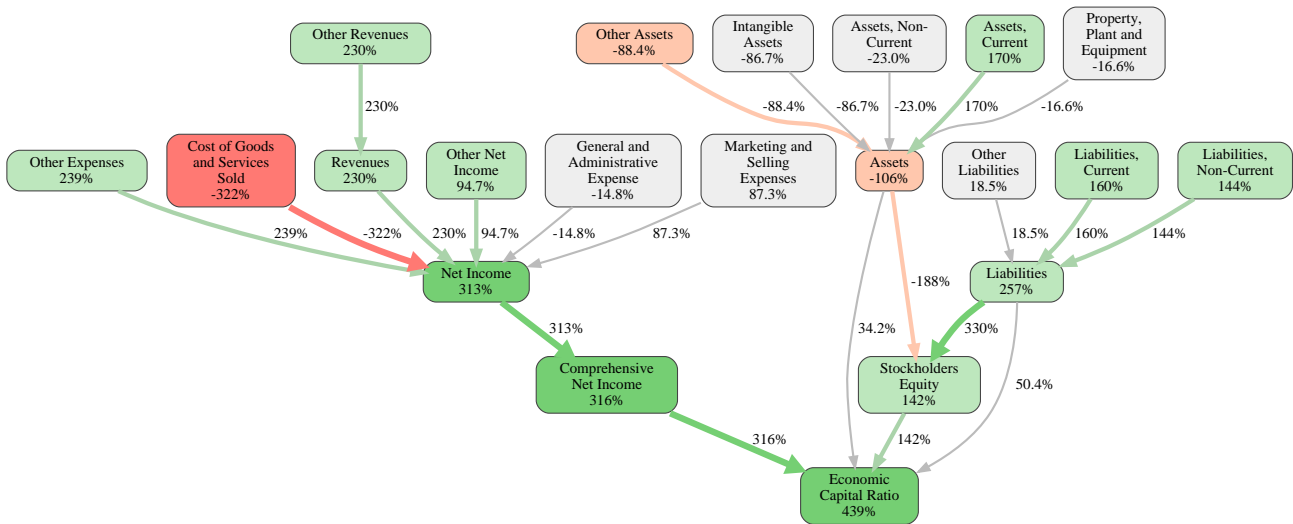 Other Revenues
230%
Other Assets
-88.4%
Intangible
Assets
-86.7%
Assets, Non-
Current
-23.0%
Assets,
Current
170%
Property,
Plant and
Equipment
-16.6%
230%
-88.4%
-86.7%
-23.0%
170%
-16.6%
Other Expenses
239%
Cost of Goods
and Services
Sold
-322%
Revenues
230%
Other Net
Income
94.7%
General and
Administrative
Expense
-14.8%
Marketing and
Selling
Expenses
87.3%
Assets
-106%
Other
Liabilities
18.5%
Liabilities,
Current
160%
Liabilities,
Non-Current
144%
239%
-322%
230%
94.7%
-14.8%
87.3%
18.5%
160%
144%
Net Income
313%
-188%
Liabilities
257%
313%
34.2%
330%
Comprehensive
Net Income
316%
Stockholders
Equity
142%
50.4%
316%
142%
Economic
Capital Ratio
439%